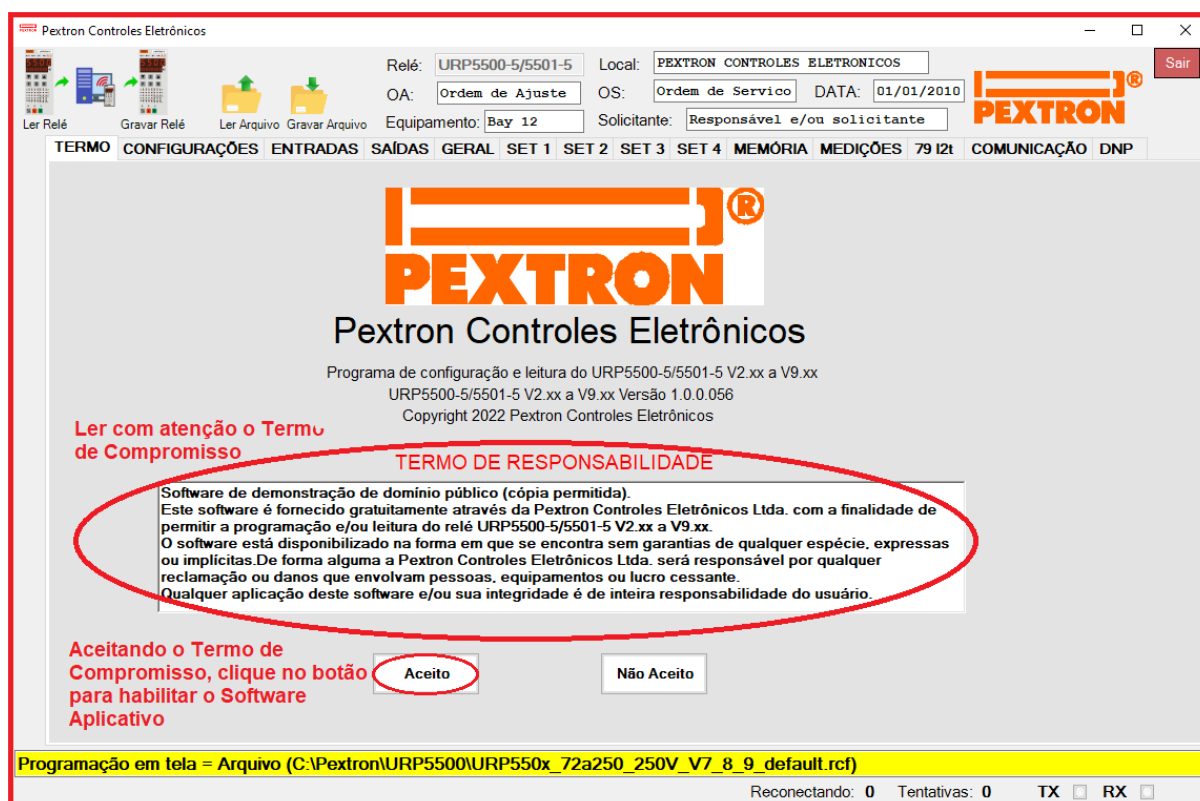 Pextron Controles Eletrônicos
Relé: URP5500-5/5501-5 Local: PEXTRON CONTROLES ELETRONICOS Sair
OA: Ordem de Ajuste OS: Ordem de Servico DATA: 01/01/2010
Equipamento: Bay 12 Solicitante: Responsável e/ou solicitante
PEXTRON ®
Ler Relé Gravar Relé Ler Arquivo Gravar Arquivo
TERMO CONFIGURAÇÕES ENTRADAS SAÍDAS GERAL SET 1 SET 2 SET 3 SET 4 MEMÓRIA MEDIÇÕES 79 I2t COMUNICAÇÃO DNP
PEXTRON ®
Pextron Controles Eletrônicos
Programa de configuração e leitura do URP5500-5/5501-5 V2.xx a V9.xx
URP5500-5/5501-5 V2.xx a V9.xx Versão 1.0.0.056
Copyright 2022 Pextron Controles Eletrônicos
Ler com atenção o Termo
de Compromisso
TERMO DE RESPONSABILIDADE
Software de demonstração de domínio público (cópia permitida).
Este software é fornecido gratuitamente através da Pextron Controles Eletrônicos Ltda. com a finalidade de
permitir a programação e/ou leitura do relé URP5500-5/5501-5 V2.xx a V9.xx.
O software está disponibilizado na forma em que se encontra sem garantias de qualquer espécie, expressas
ou implícitas.De forma alguma a Pextron Controles Eletrônicos Ltda. será responsável por qualquer
reclamação ou danos que envolvam pessoas, equipamentos ou lucro cessante.
Qualquer aplicação deste software e/ou sua integridade é de inteira responsabilidade do usuário.
Aceitando o Termo de
Compromisso, clique no botão
para habilitar o Software
Aplicativo
Aceito Não Aceito
Programação em tela = Arquivo (C:\Pextron\URP5500\URP550x_72a250_250V_V7_8_9_default.rcf)
Reconectando: 0 Tentativas: 0 TX RX